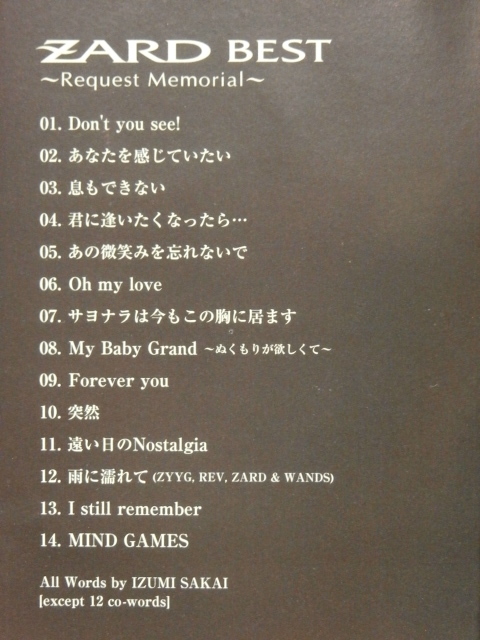 ZARD BEST
~Request Memorial~
01. Don't you see!
02. あなたを感じていたい
03. 息もできない
04. 君に逢いたくなったら…
05. あの微笑みを忘れないで
06. Oh my love
07. サヨナラは今もこの胸に居ます
08. My Baby Grand ~ぬくもりが欲しくて~
09. Forever you
10. 突然
11. 遠い日のNostalgia
12. 雨に濡れて (ZYYG, REV, ZARD & WANDS)
13. I still remember
14. MIND GAMES
All Words by IZUMI SAKAI
[except 12 co-words]